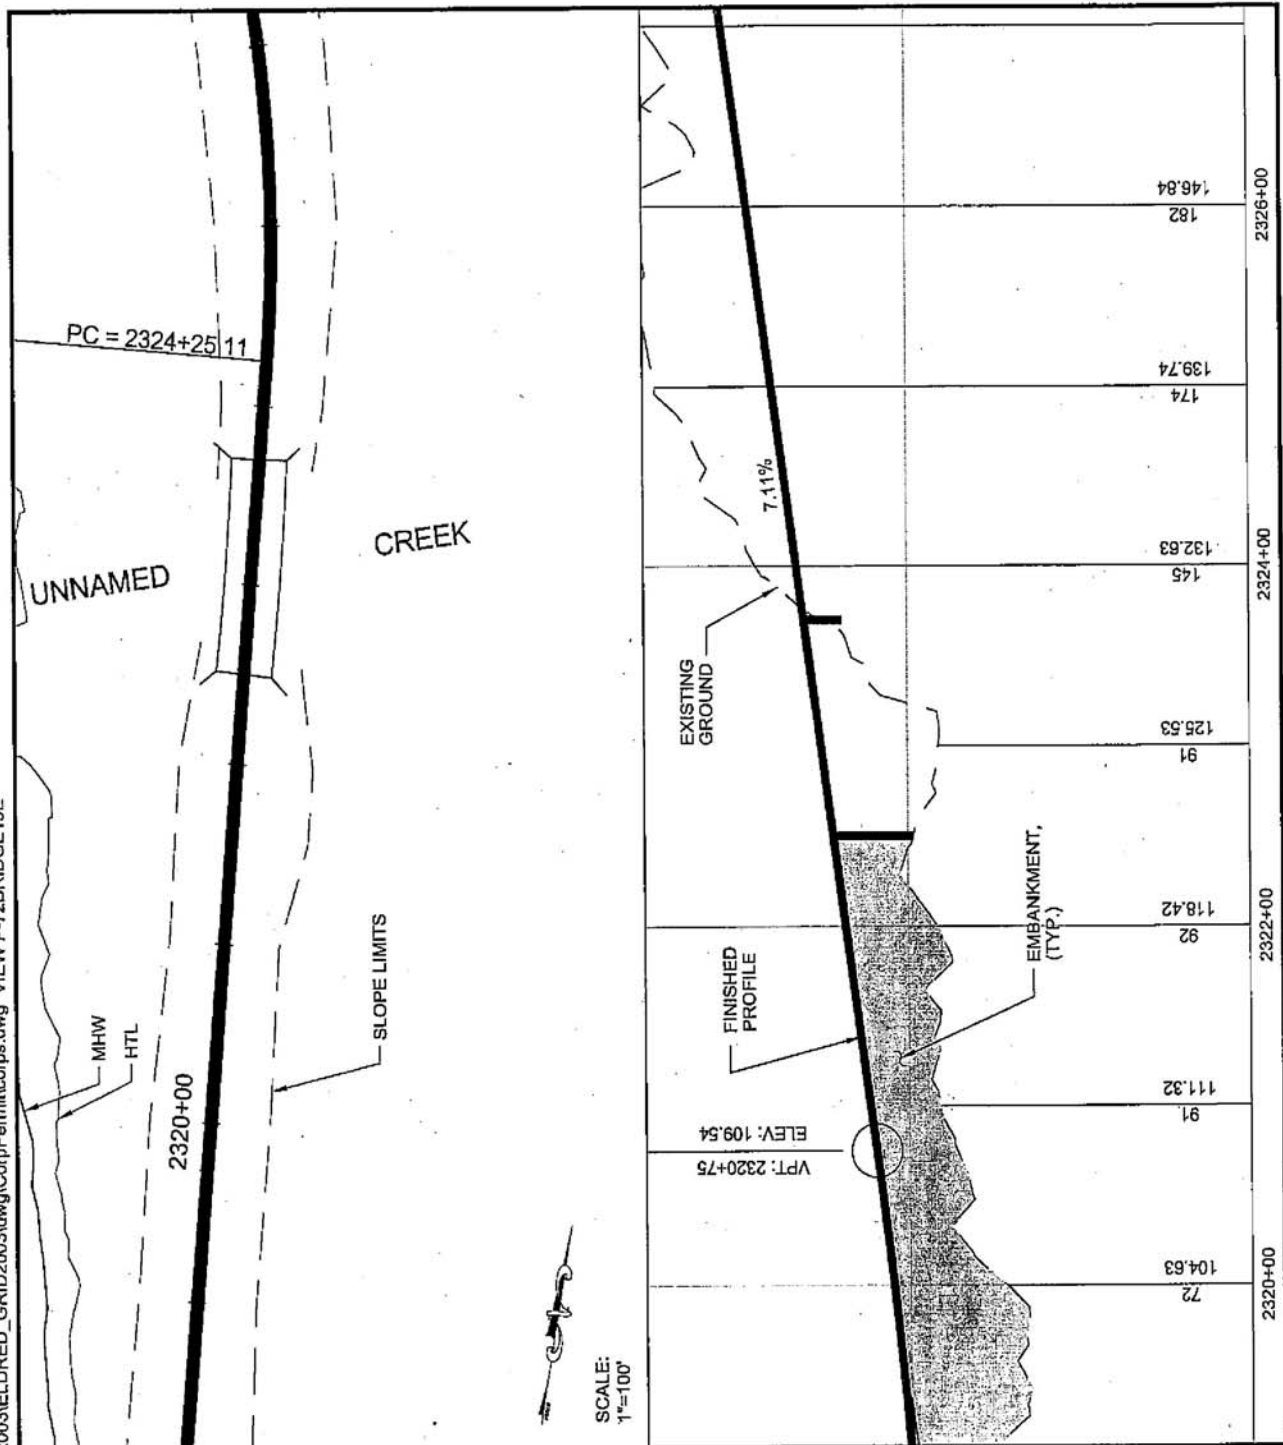 PC = 2324+25 11
UNNAMED
CREEK
MHW
HTL
2320+00
SLOPE LIMITS
SCALE:
1"=100'
146.84
182
2326+00
139.74
174
7.11%
132.63
145
2324+00
EXISTING
GROUND
125.53
91
EMBANKMENT,
(TYP.)
118.42
92
2322+00
FINISHED
PROFILE
111.32
91
VPT: 2320+75
ELEV: 109.54
104.63
72
2320+00